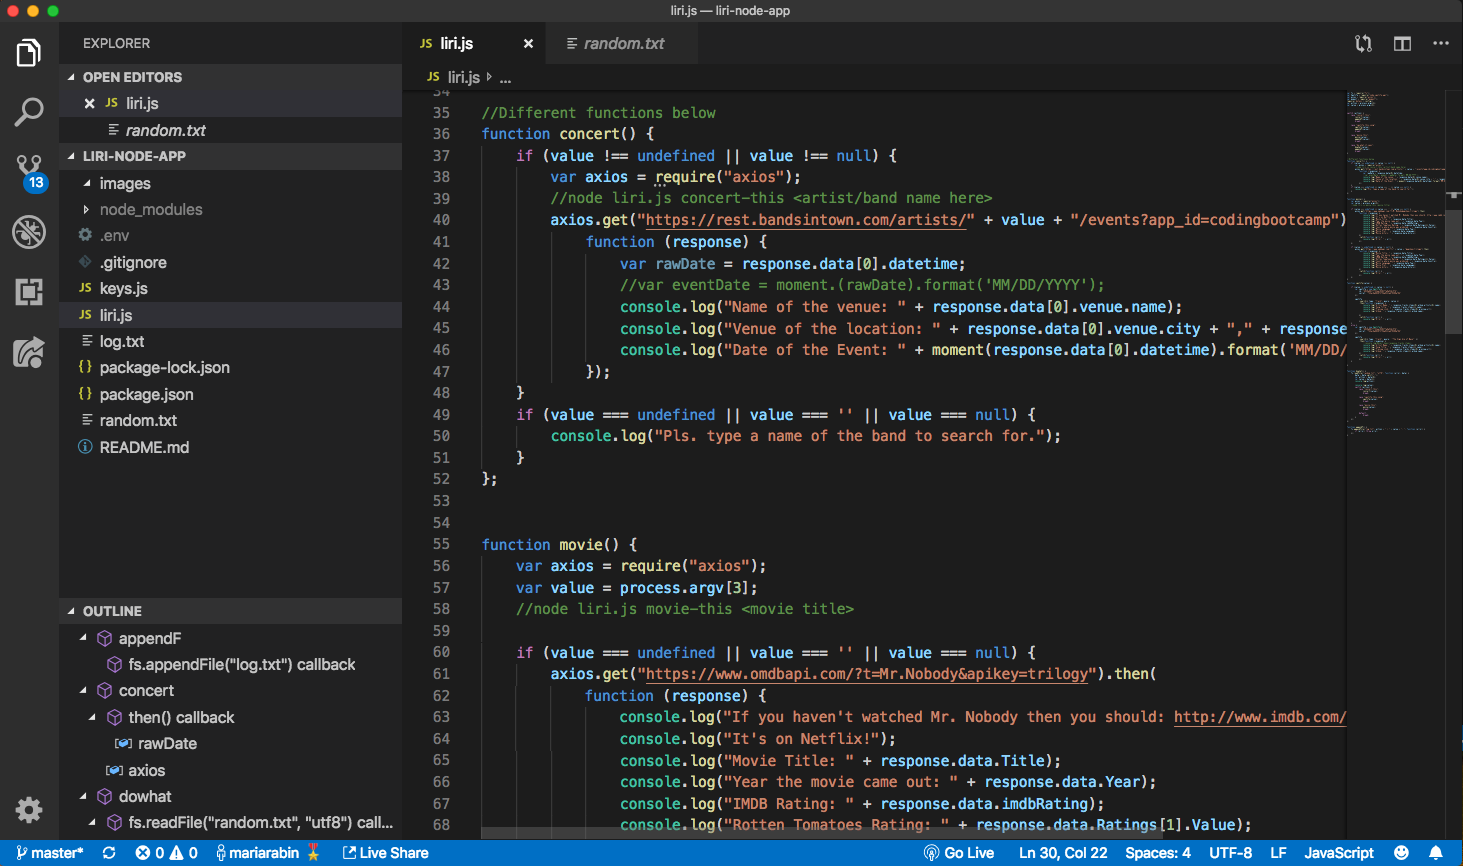 liri.js — liri-node-app
EXPLORER
OPEN EDITORS
JS liri.js
random.txt
LIRI-NODE-APP
images
node_modules
.env
.gitignore
JS keys.js
JS liri.js
log.txt
{} package-lock.json
{} package.json
random.txt
README.md
OUTLINE
appendF
fs.appendFile("log.txt") callback
concert
then() callback
rawDate
axios
dowhat
fs.readFile("random.txt", "utf8") call...
13
JS liri.js
random.txt
JS liri.js ...
34
35 //Different functions below
36 function concert() {
37 if (value !== undefined || value !== null) {
38 var axios = require("axios");
39 //node liri.js concert-this <artist/band name here>
40 axios.get("https://rest.bandsintown.com/artists/" + value + "/events?app_id=codingbootcamp")
41 function (response) {
42 var rawDate = response.data[0].datetime;
43 //var eventDate = moment.(rawDate).format('MM/DD/YYYY');
44 console.log("Name of the venue: " + response.data[0].venue.name);
45 console.log("Venue of the location: " + response.data[0].venue.city + "," + response
46 console.log("Date of the Event: " + moment(response.data[0].datetime).format('MM/DD/
47 });
48 }
49 if (value === undefined || value === '' || value === null) {
50 console.log("Pls. type a name of the band to search for.");
51 }
52 };
53
54
55 function movie() {
56 var axios = require("axios");
57 var value = process.argv[3];
58 //node liri.js movie-this <movie title>
59
60 if (value === undefined || value === '' || value === null) {
61 axios.get("https://www.omdbapi.com/?t=Mr.Nobody&apikey=trilogy").then(
62 function (response) {
63 console.log("If you haven't watched Mr. Nobody then you should: http://www.imdb.com/
64 console.log("It's on Netflix!");
65 console.log("Movie Title: " + response.data.Title);
66 console.log("Year the movie came out: " + response.data.Year);
67 console.log("IMDB Rating: " + response.data.imdbRating);
68 console.log("Rotten Tomatoes Rating: " + response.data.Ratings[1].Value);
master* 0 0 mariarabin Live Share Go Live Ln 30, Col 22 Spaces: 4 UTF-8 LF JavaScript